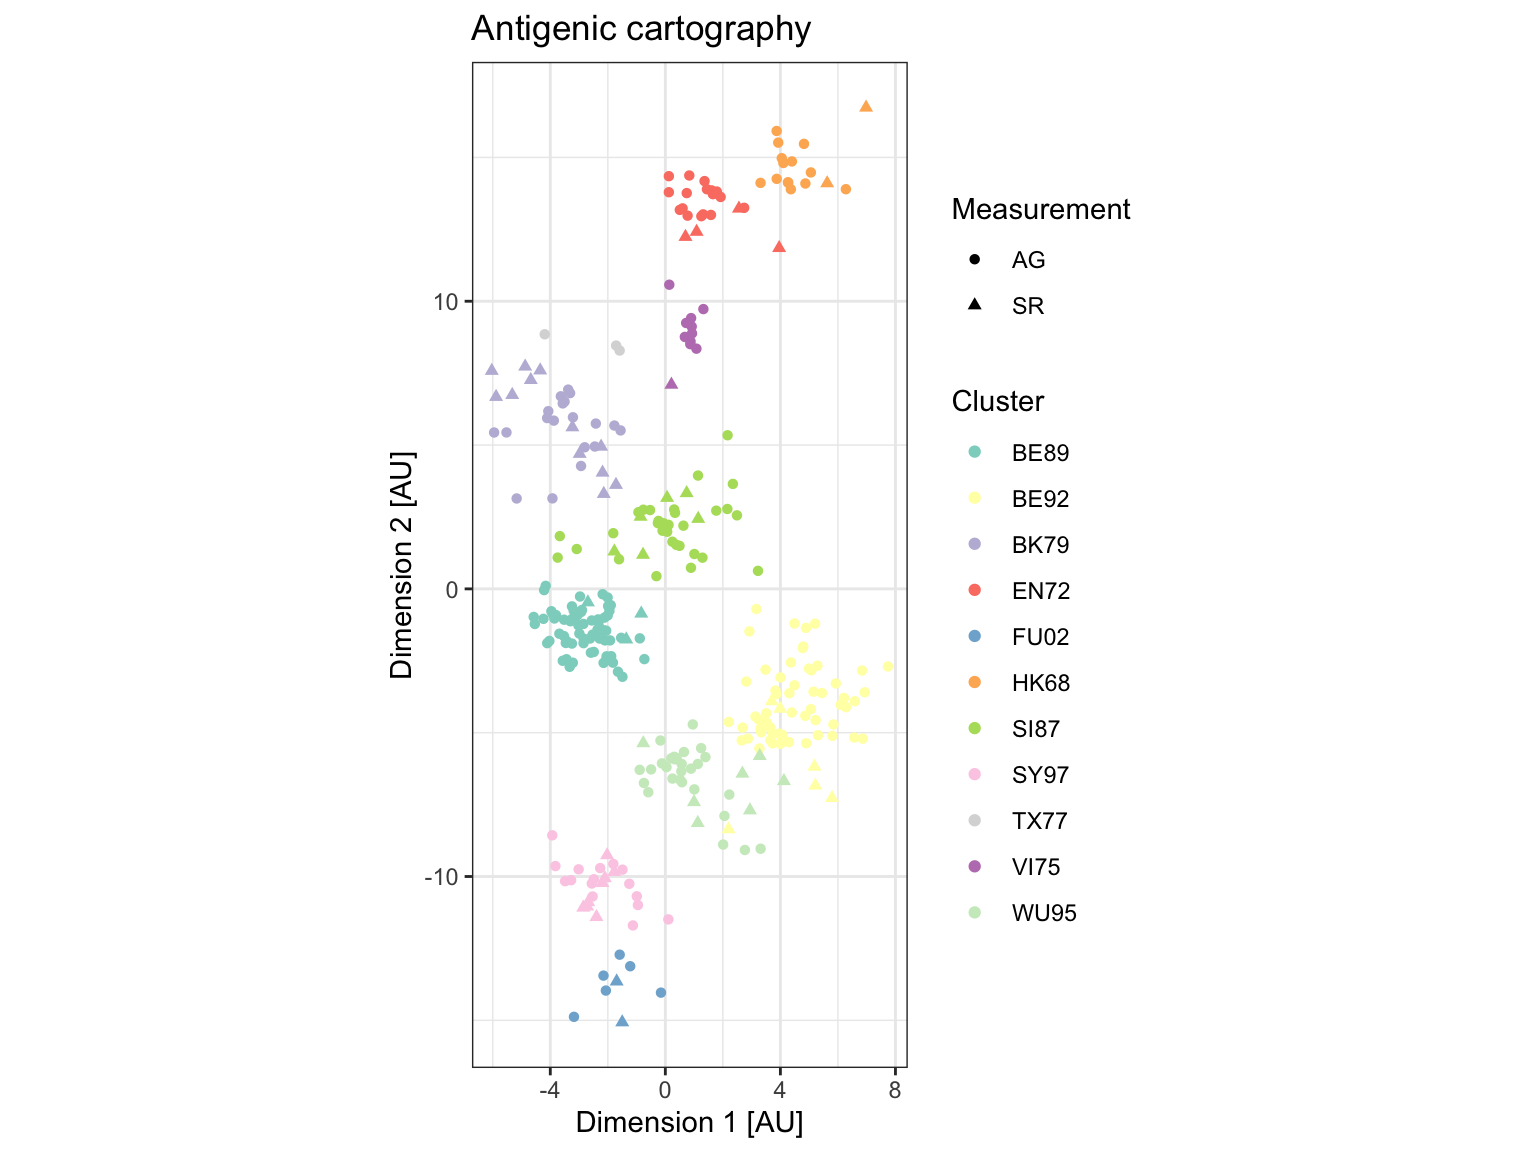 Antigenic cartography
Dimension 2 [AU]
10
0
-10
-4
0
4
8
Dimension 1 [AU]
Measurement
AG
SR
Cluster
BE89
BE92
BK79
EN72
FU02
HK68
SI87
SY97
TX77
VI75
WU95